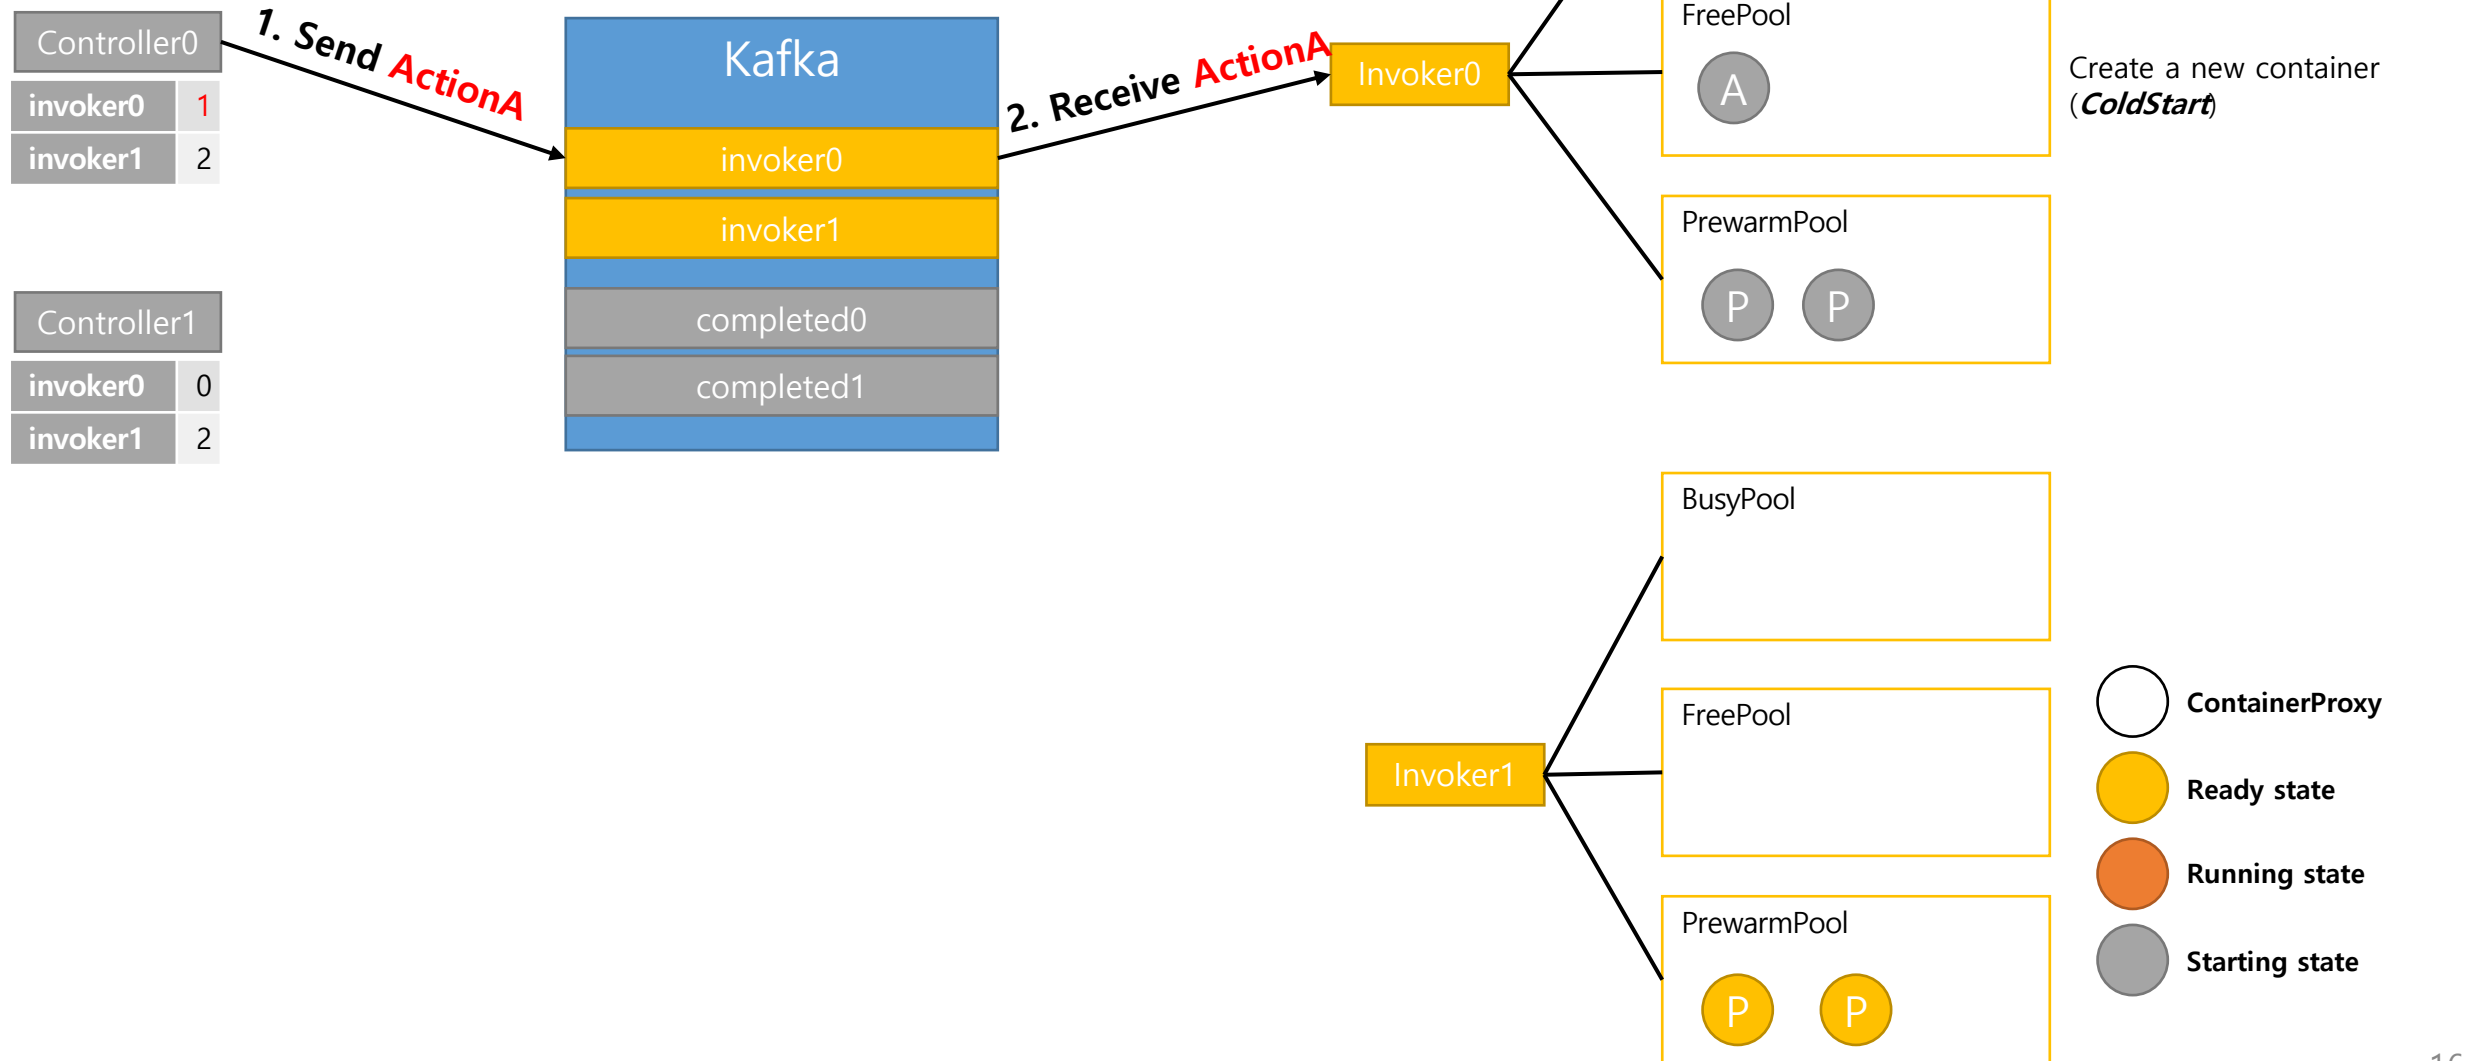 Controller0
invoker0 1
invoker1 2
1. Send ActionA
Kafka
invoker0
invoker1
completed0
completed1
2. Receive ActionA
Invoker0
FreePool
A
Create a new container
(ColdStart)
PrewarmPool
P P
Controller1
invoker0 0
invoker1 2
Invoker1
BusyPool
FreePool
PrewarmPool
P P
ContainerProxy
Ready state
Running state
Starting state